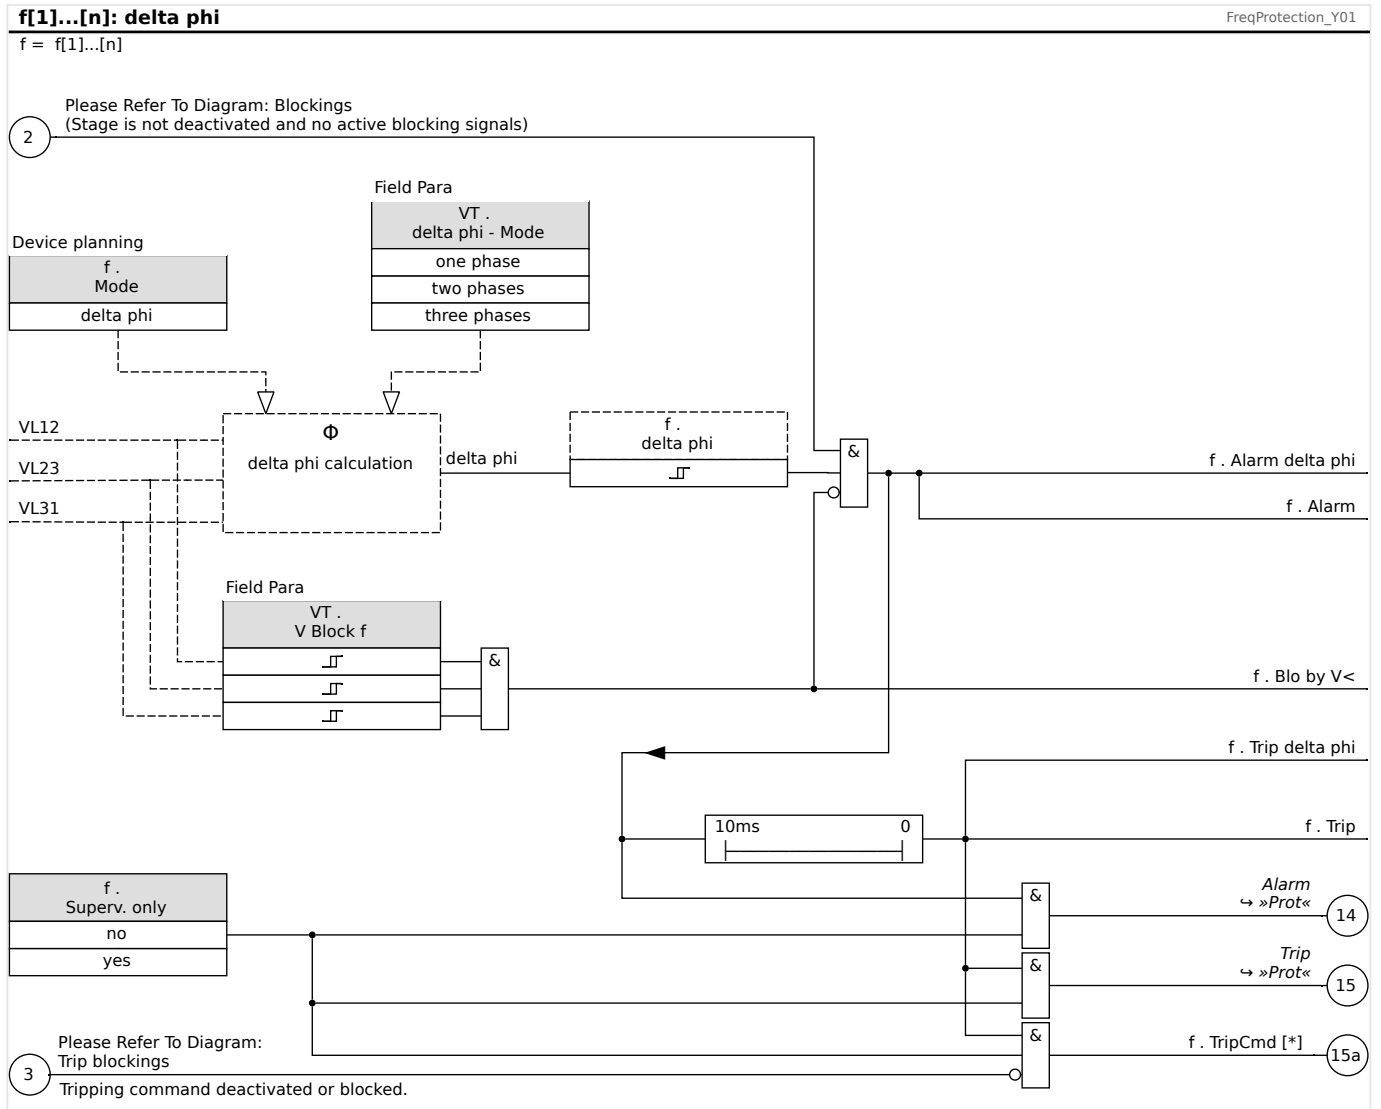 f[1]...[n]: delta phi
FreqProtection_Y01
f = f[1]...[n]
Please Refer To Diagram: Blockings
(Stage is not deactivated and no active blocking signals)
2
Field Para
VT .
delta phi - Mode
one phase
two phases
three phases
Device planning
f .
Mode
delta phi
VL12
VL23
VL31
Φ
delta phi calculation
delta phi
f .
delta phi
&
f . Alarm delta phi
f . Alarm
Field Para
VT .
V Block f
&
f . Blo by V<
f . Trip delta phi
10ms 0
f . Trip
f .
Superv. only
no
yes
&
Alarm
↪ »Prot«
14
&
Trip
↪ »Prot«
15
&
f . TripCmd [*]
15a
Please Refer To Diagram:
Trip blockings
3
Tripping command deactivated or blocked.